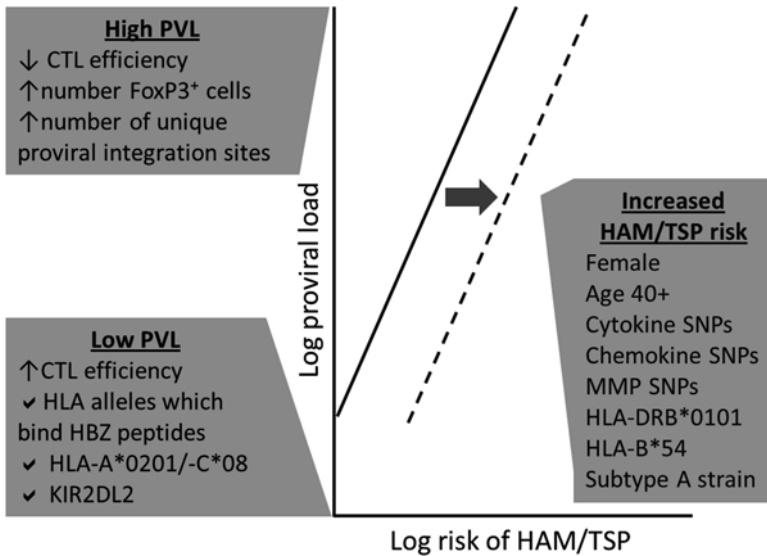 High PVL
↓ CTL efficiency
↑number FoxP3⁺ cells
↑number of unique
proviral integration sites
Low PVL
↑CTL efficiency
✓ HLA alleles which
bind HBZ peptides
✓ HLA-A*0201/-C*08
✓ KIR2DL2
Log proviral load
Log risk of HAM/TSP
Increased
HAM/TSP risk
Female
Age 40+
Cytokine SNPs
Chemokine SNPs
MMP SNPs
HLA-DRB*0101
HLA-B*54
Subtype A strain